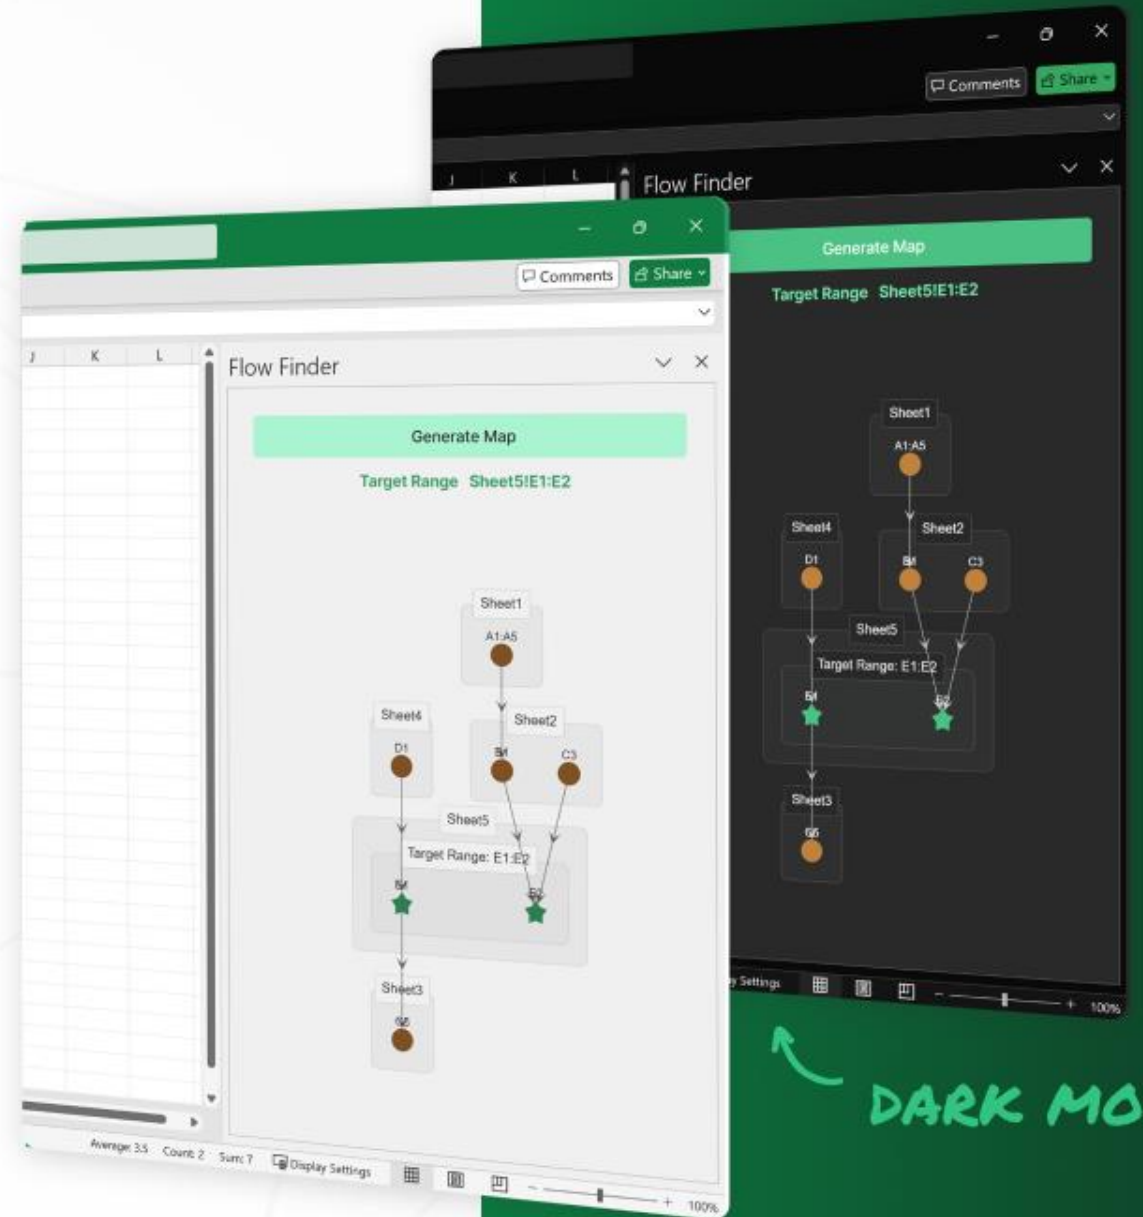 Comments
Share
J K L
Flow Finder
Generate Map
Target Range Sheet5!E1:E2
Sheet1
A1:A5
Sheet4
Sheet2
D1
C3
Sheet5
Target Range: E1:E2
Sheet3
Display Settings
100%
Comments
Share
J K L
Flow Finder
Generate Map
Target Range Sheet5!E1:E2
Sheet1
A1:A5
Sheet4
Sheet2
D1
C3
Sheet5
Target Range: E1:E2
Sheet3
Average: 3.5 Count: 2 Sum: 7
Display Settings
100%
DARK MO